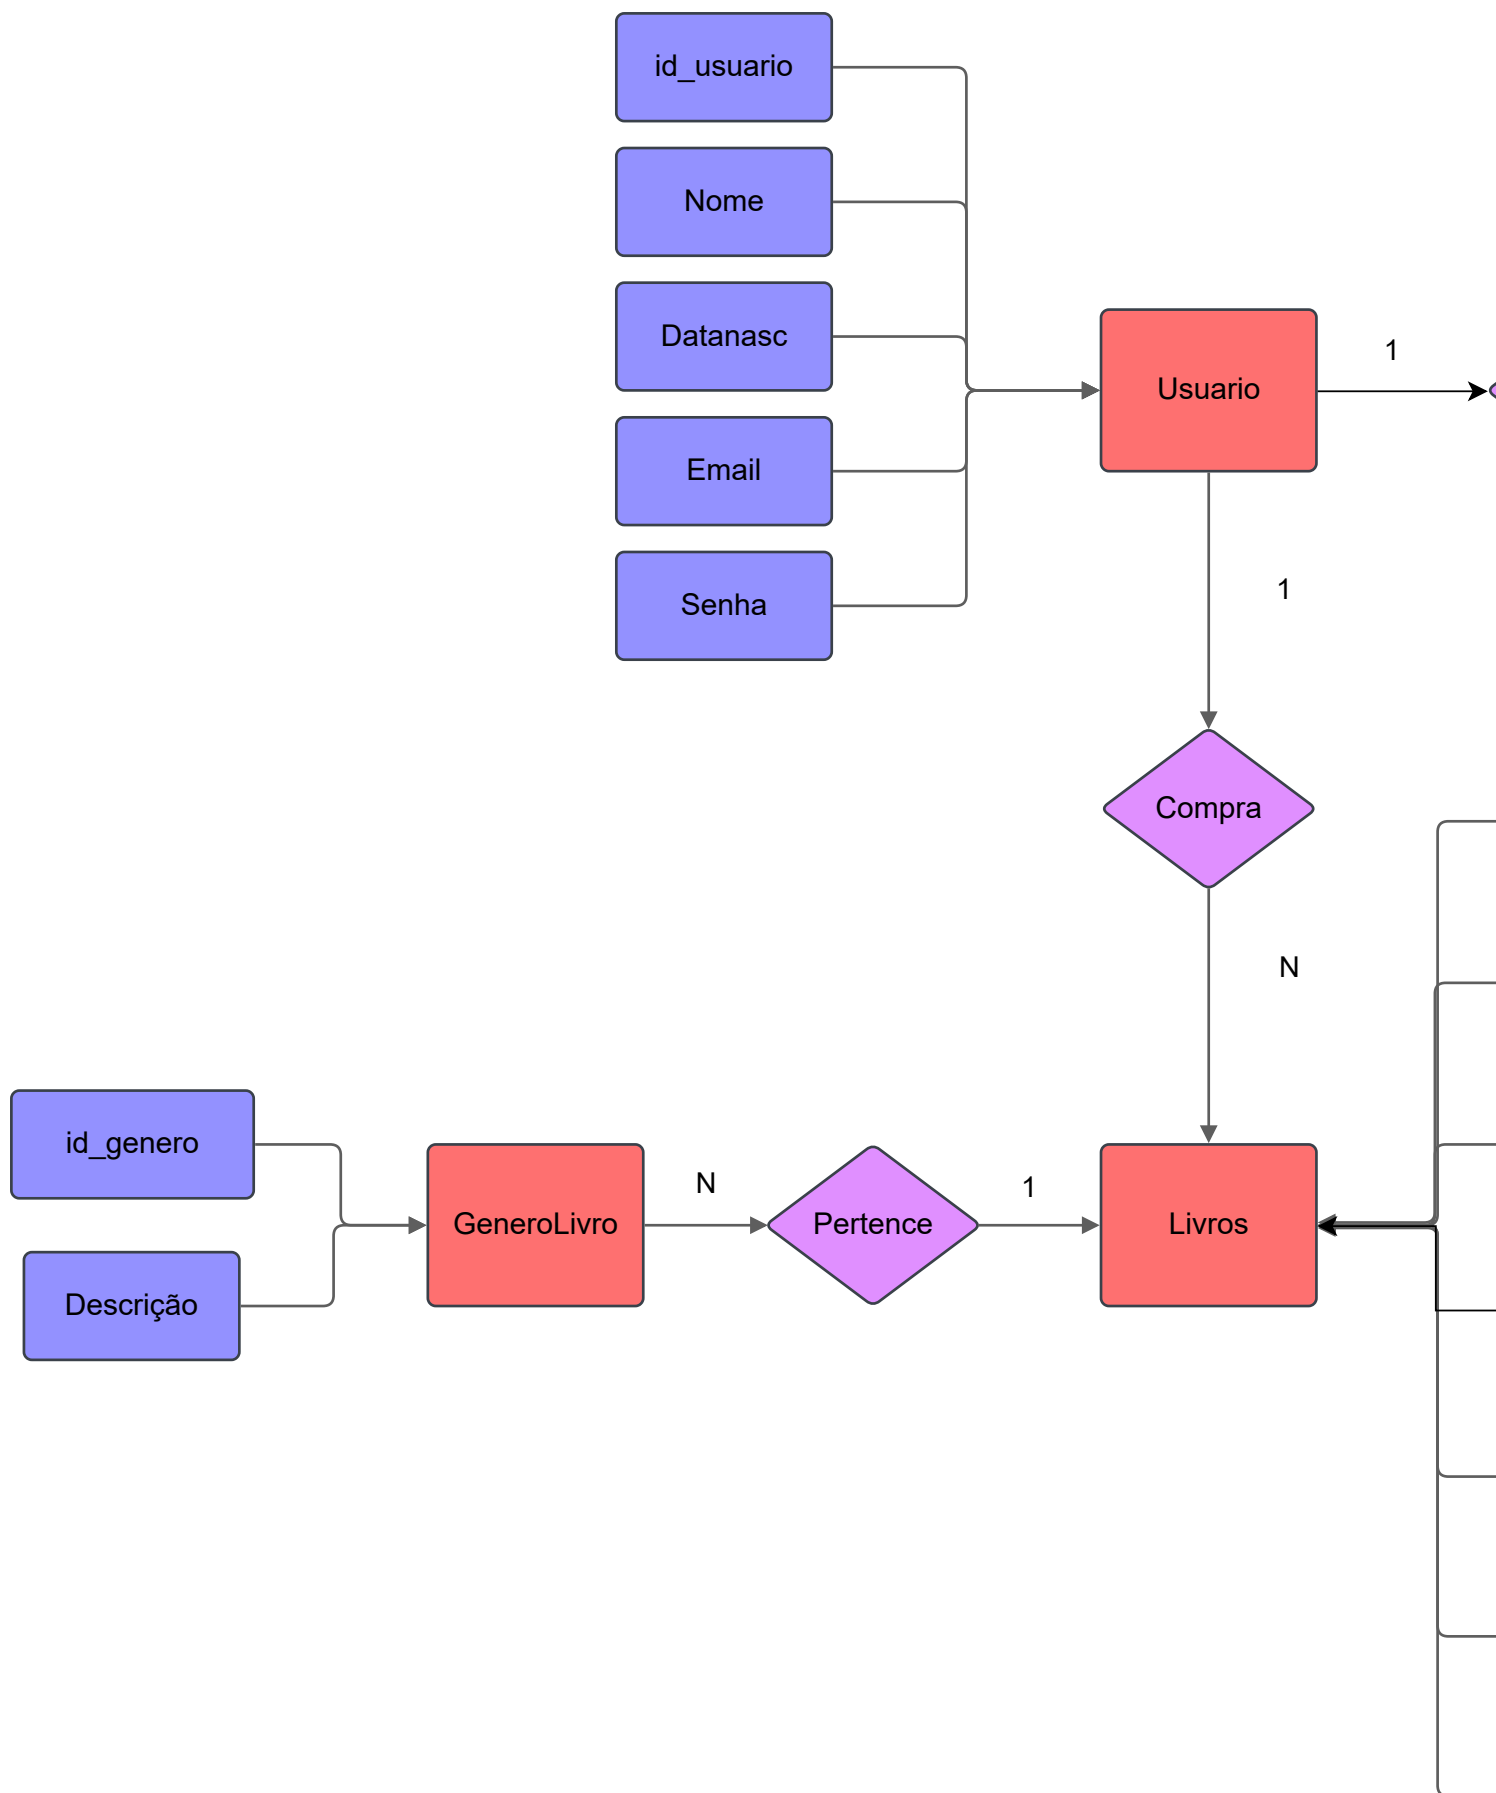 id_usuario
Nome
Datanasc
1
Usuario
Email
1
Senha
Compra
N
id_genero
N
1
GeneroLivro
Pertence
Livros
Descrição